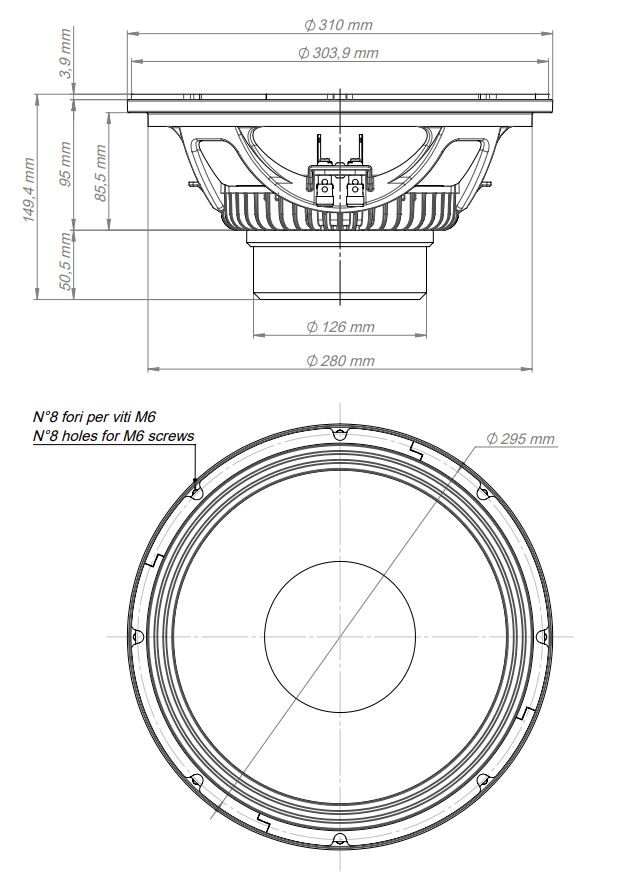 Ø 310 mm
Ø 303,9 mm
3,9 mm
149,4 mm
95 mm
85,5 mm
50,5 mm
Ø 126 mm
Ø 280 mm
N°8 fori per viti M6
N°8 holes for M6 screws
Ø 295 mm